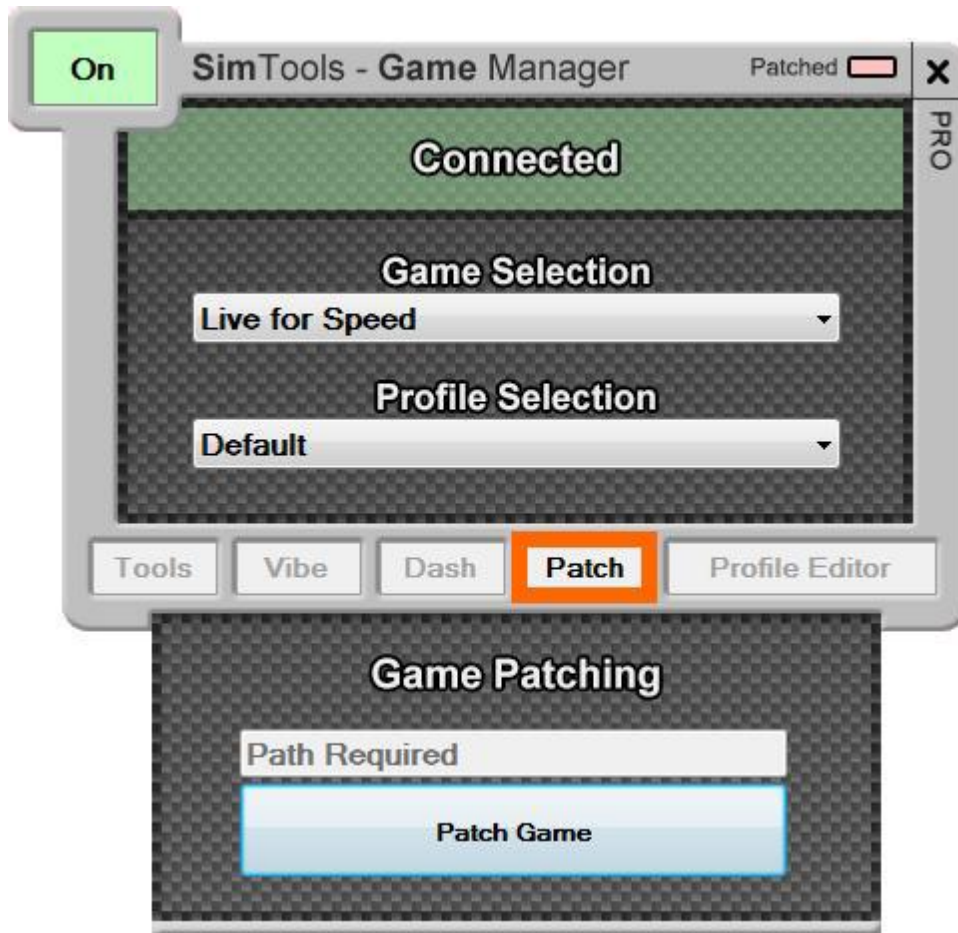 On
SimTools - Game Manager
Patched
PRO
Connected
Game Selection
Live for Speed
Profile Selection
Default
Tools
Vibe
Dash
Patch
Profile Editor
Game Patching
Path Required
Patch Game